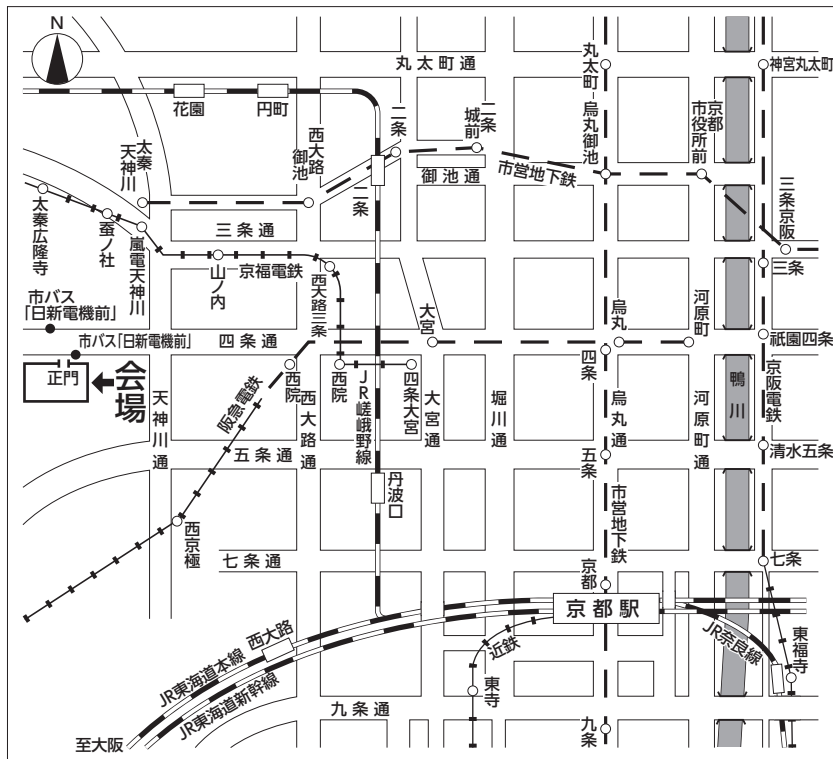 N
丸太町通
丸太町
神宮丸太町
花園
円町
二条
二条城前
烏丸御池
京都市役所前
太秦天神川
西大路御池
御池通
市営地下鉄
三条京阪
二条
三条通
太秦広隆寺
蚕ノ社
嵐電天神川
山ノ内
京福電鉄
西大路三条
三条
市バス
「日新電機前」
市バス「日新電機前」
四条通
大宮
烏丸
河原町
祇園四条
正門
会場
西院
西院
四条大宮
四条
京阪電鉄
鴨川
阪急電鉄
JR嵯峨野線
天神川通
西大路通
大宮通
堀川通
烏丸通
河原町通
五条通
五条
清水五条
丹波口
市営地下鉄
西京極
七条通
京都
七条
京都駅
西大路
JR東海道本線
JR東海道新幹線
近鉄
JR奈良線
東福寺
東寺
九条通
九条
至大阪